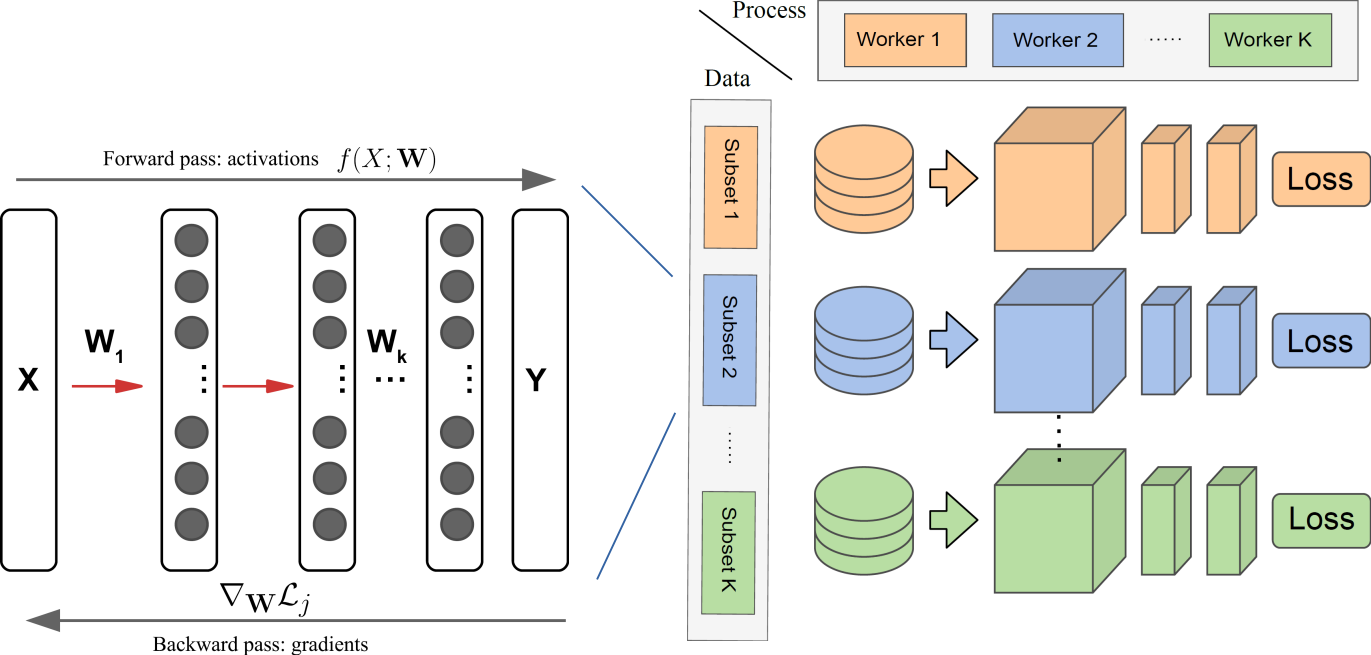 Process
Worker 1
Worker 2
.....
Worker K
Data
Forward pass: activations f(X; W)
Subset 1
Loss
W1
X
...
Wk
Y
Subset 2
Loss
.....
Subset K
Loss
∇W ℒj
Backward pass: gradients